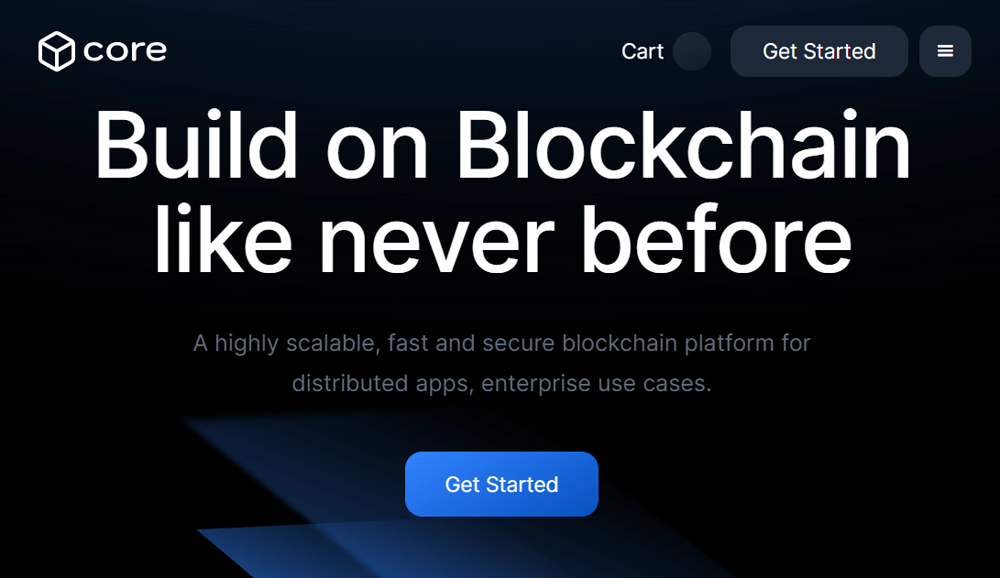 core
Cart
Get Started
Build on Blockchain
like never before
A highly scalable, fast and secure blockchain platform for
distributed apps, enterprise use cases.
Get Started